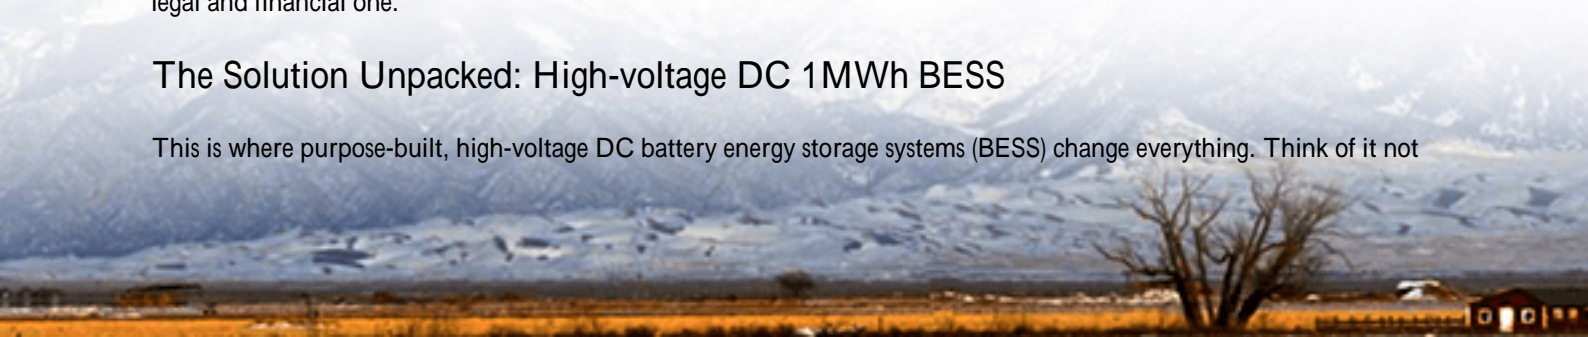 legal and financial one.
The Solution Unpacked: High-voltage DC 1MWh BESS
This is where purpose-built, high-voltage DC battery energy storage systems (BESS) change everything. Think of it not